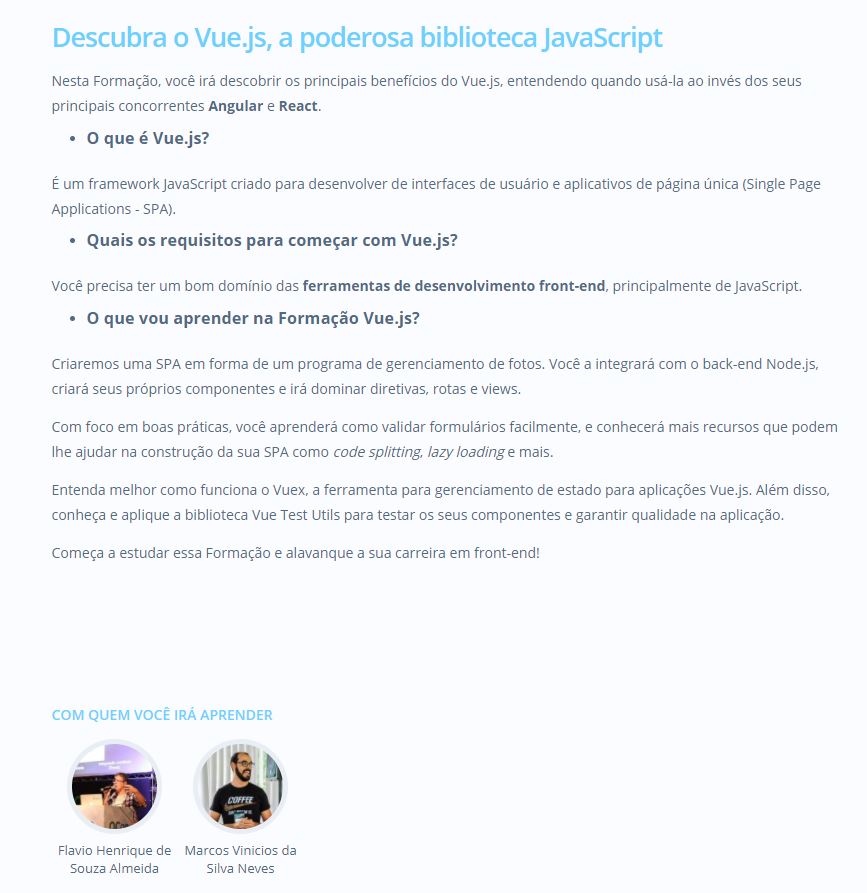 Descubra o Vue.js, a poderosa biblioteca JavaScript
Nesta Formação, você irá descobrir os principais benefícios do Vue.js, entendendo quando usá-la ao invés dos seus
principais concorrentes Angular e React.
• O que é Vue.js?
É um framework JavaScript criado para desenvolver de interfaces de usuário e aplicativos de página única (Single Page
Applications - SPA).
• Quais os requisitos para começar com Vue.js?
Você precisa ter um bom domínio das ferramentas de desenvolvimento front-end, principalmente de JavaScript.
• O que vou aprender na Formação Vue.js?
Criaremos uma SPA em forma de um programa de gerenciamento de fotos. Você a integrará com o back-end Node.js,
criará seus próprios componentes e irá dominar diretivas, rotas e views.
Com foco em boas práticas, você aprenderá como validar formulários facilmente, e conhecerá mais recursos que podem
lhe ajudar na construção da sua SPA como code splitting, lazy loading e mais.
Entenda melhor como funciona o Vuex, a ferramenta para gerenciamento de estado para aplicações Vue.js. Além disso,
conheça e aplique a biblioteca Vue Test Utils para testar os seus componentes e garantir qualidade na aplicação.
Começa a estudar essa Formação e alavanque a sua carreira em front-end!
COM QUEM VOCÊ IRÁ APRENDER
COFFEE
Flavio Henrique de
Souza Almeida
Marcos Vinicios da
Silva Neves